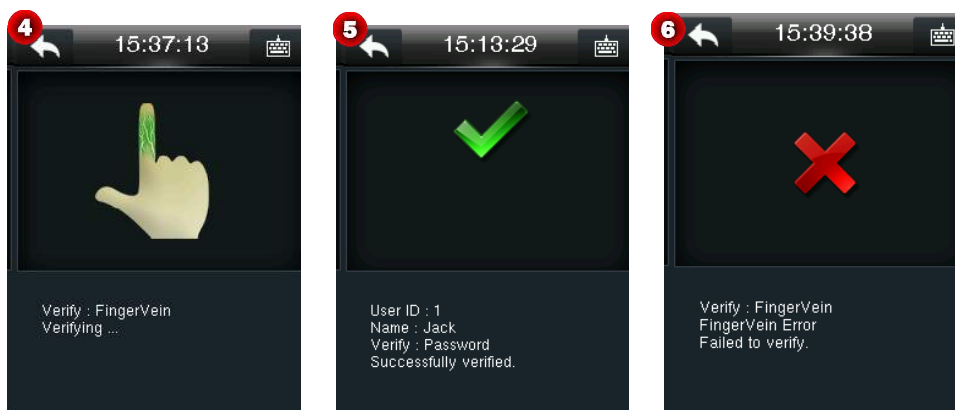 4
15:37:13
Verify : FingerVein
Verifying ...
5
15:13:29
User ID : 1
Name : Jack
Verify : Password
Successfully verified.
6
15:39:38
Verify : FingerVein
FingerVein Error
Failed to verify.